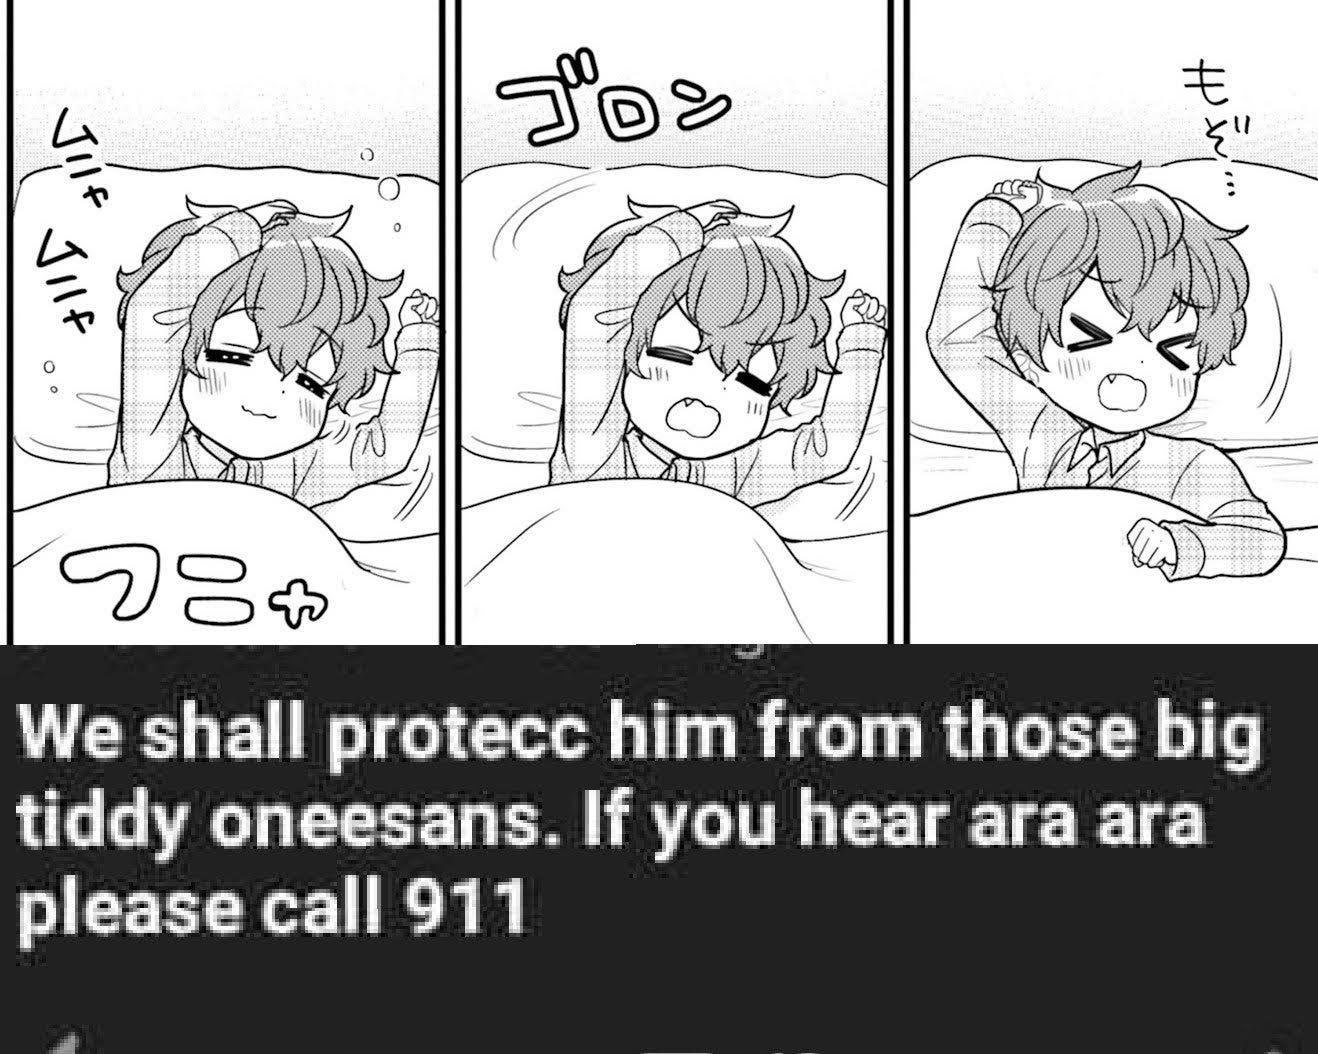 ムニャ
ムニャ
フニャ
ゴロン
もぞ…
We shall protecc him from those big
tiddy oneesans. If you hear ara ara
please call 911